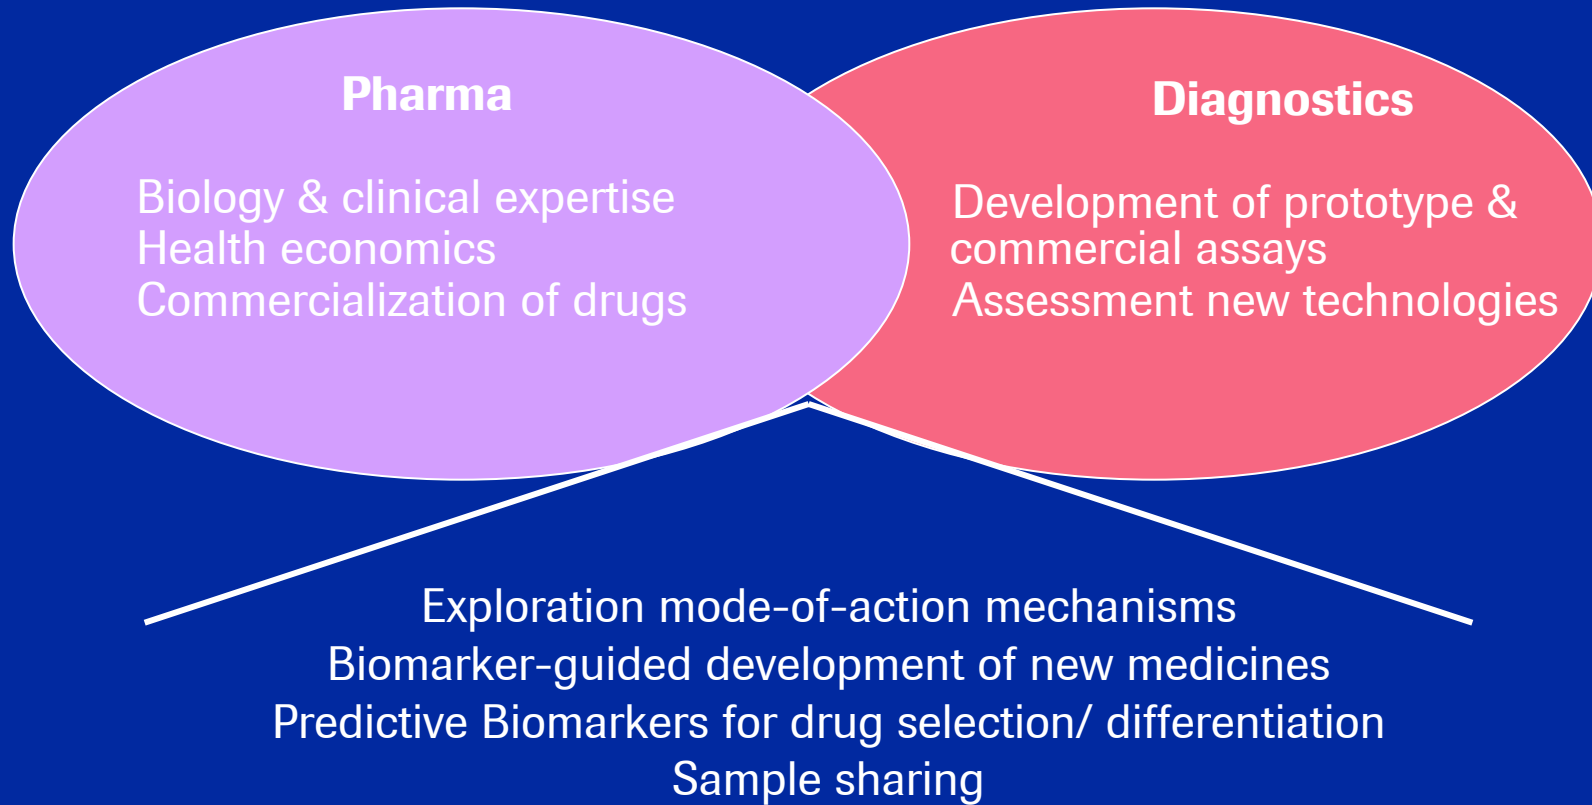 Pharma
Biology & clinical expertise
Health economics
Commercialization of drugs
Diagnostics
Development of prototype &
commercial assays
Assessment new technologies
Exploration mode-of-action mechanisms
Biomarker-guided development of new medicines
Predictive Biomarkers for drug selection/ differentiation
Sample sharing